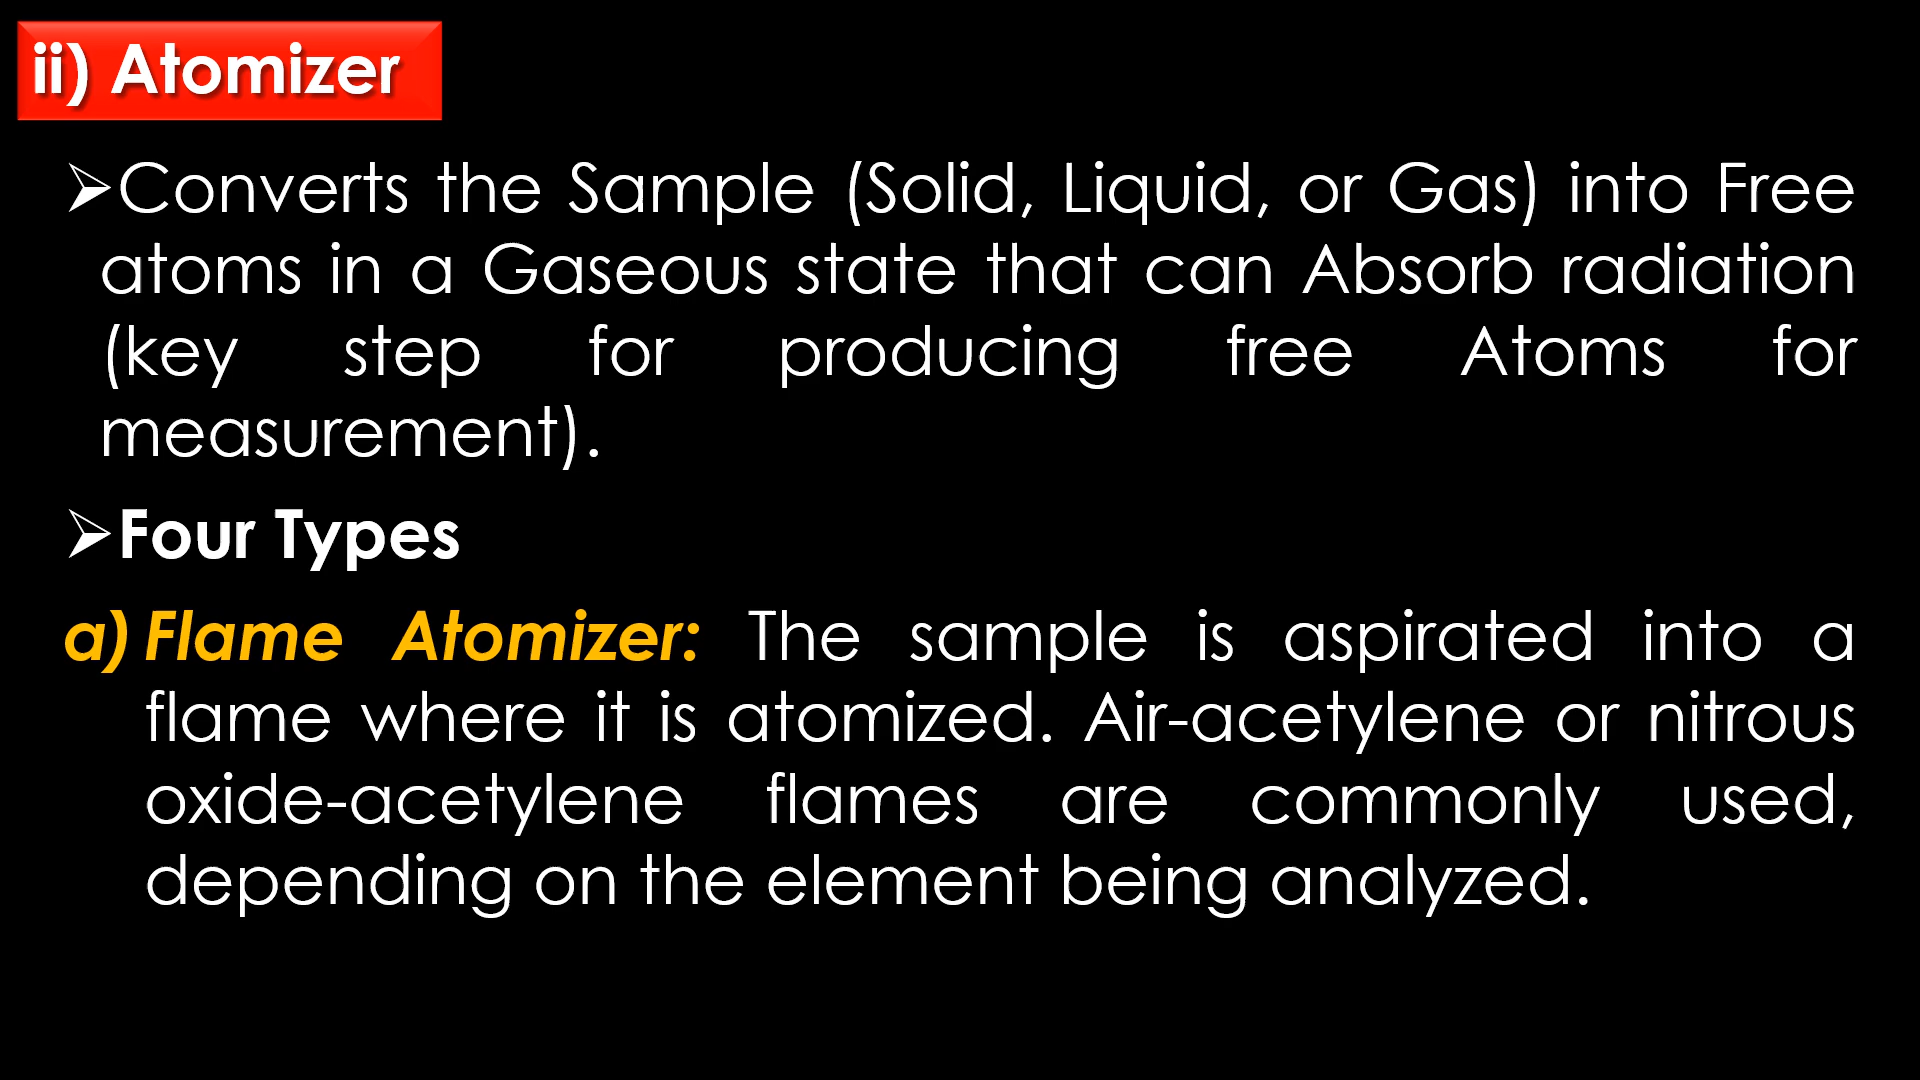 ii) Atomizer
➢Converts the Sample (Solid, Liquid, or Gas) into Free
atoms in a Gaseous state that can Absorb radiation
(key step for producing free Atoms for
measurement).
➢Four Types
a) Flame Atomizer: The sample is aspirated into a
flame where it is atomized. Air-acetylene or nitrous
oxide-acetylene flames are commonly used,
depending on the element being analyzed.